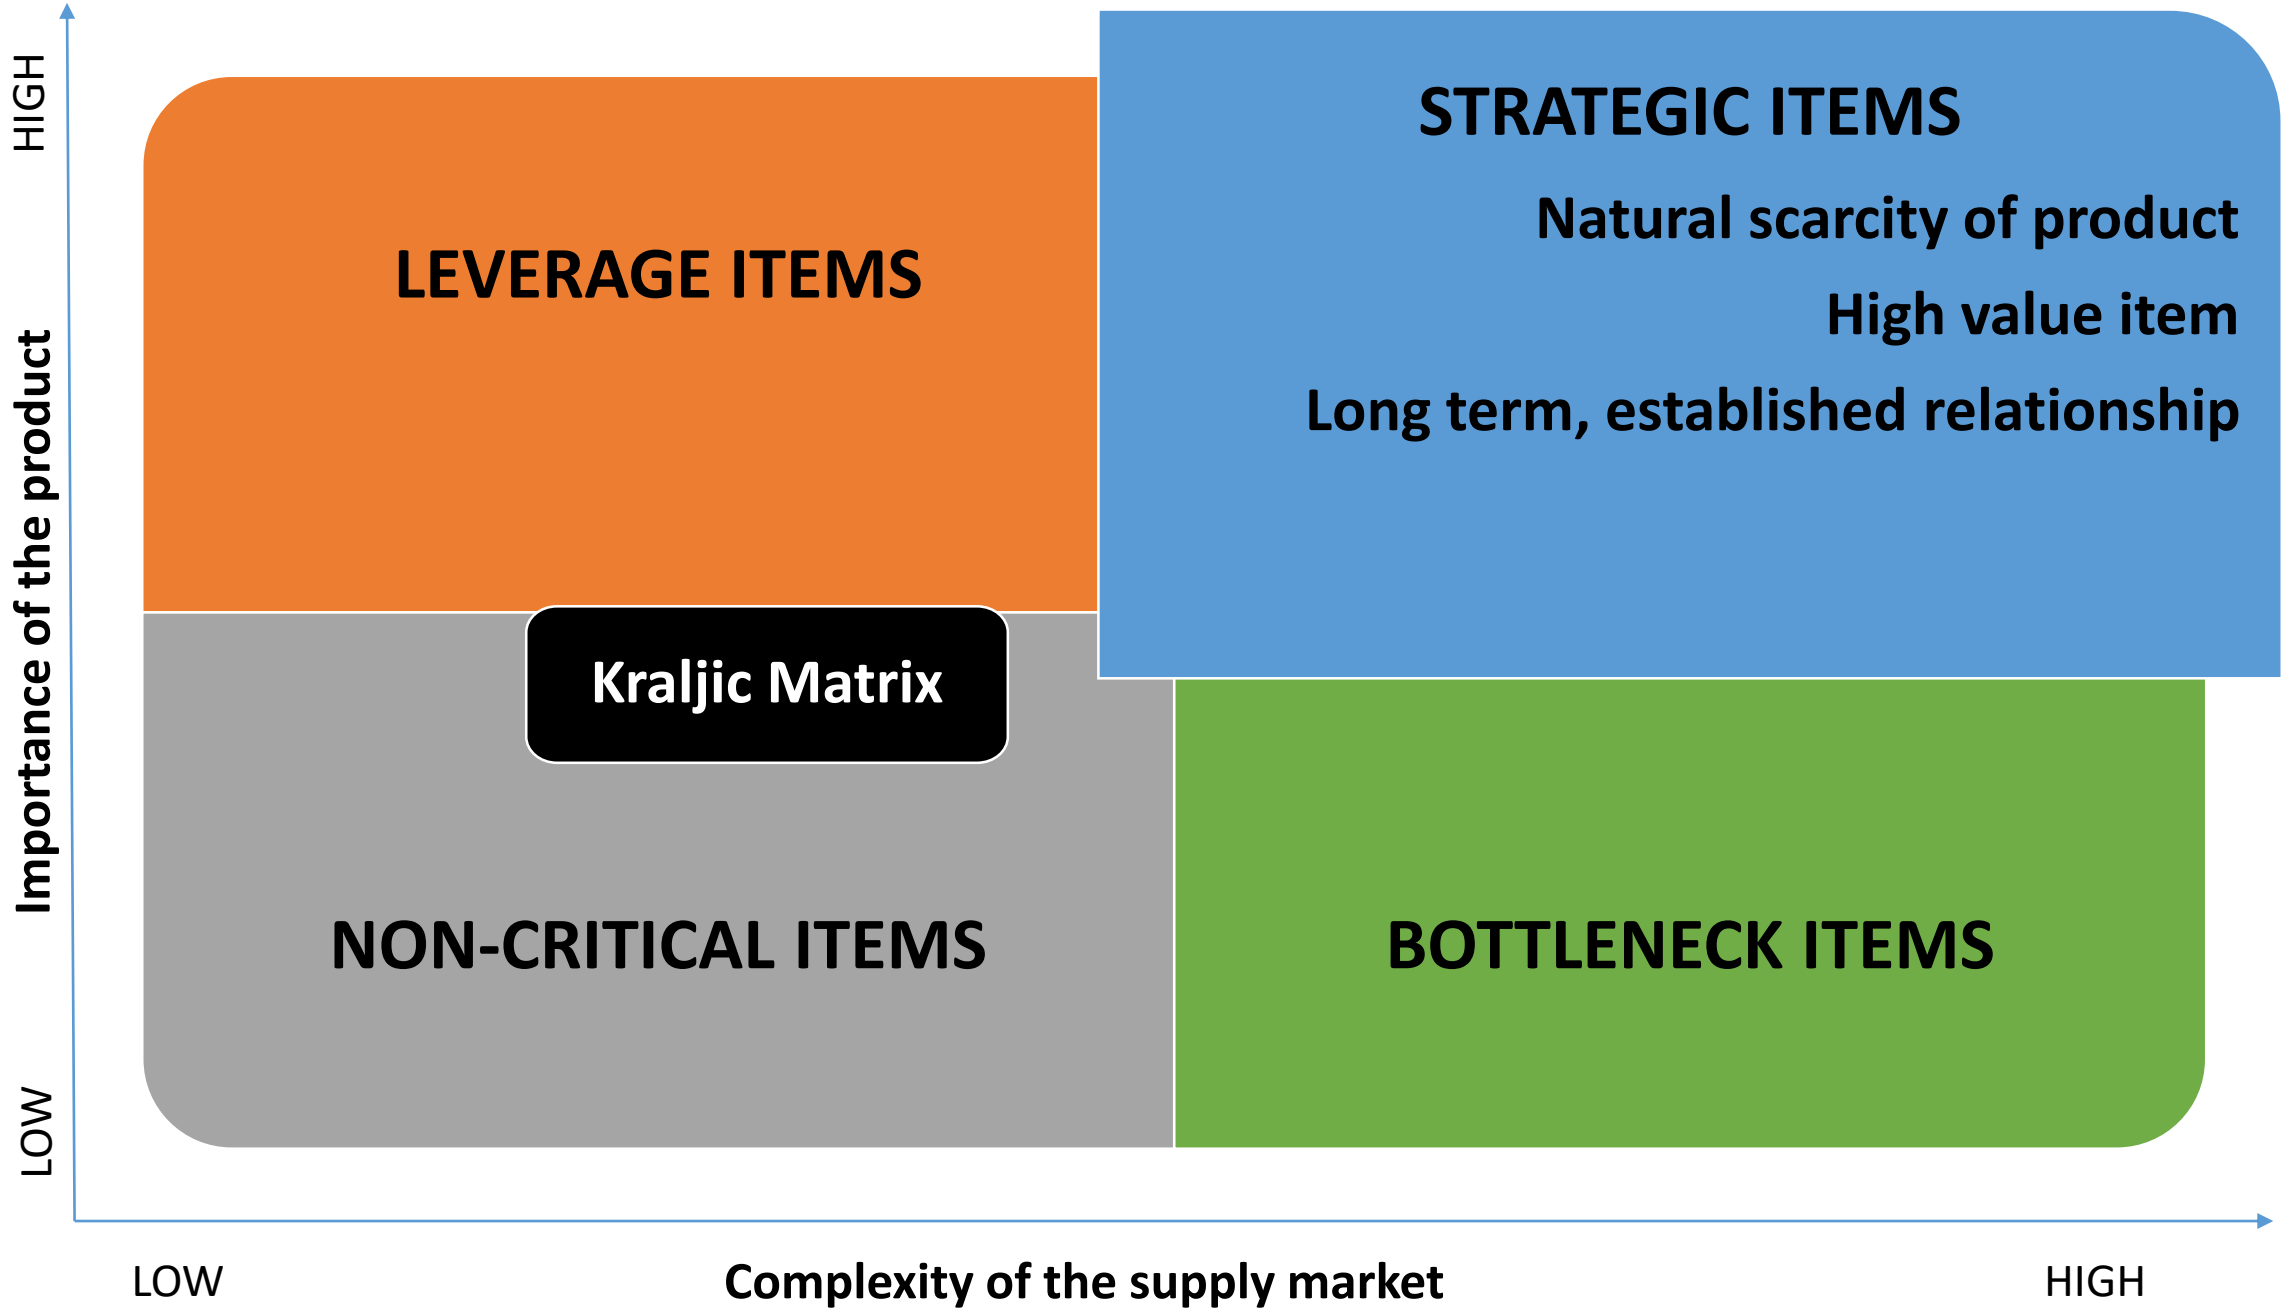 HIGH
STRATEGIC ITEMS
Natural scarcity of product
High value item
Long term, established relationship
LEVERAGE ITEMS
Importance of the product
Kraljic Matrix
NON-CRITICAL ITEMS
BOTTLENECK ITEMS
LOW
LOW
Complexity of the supply market
HIGH